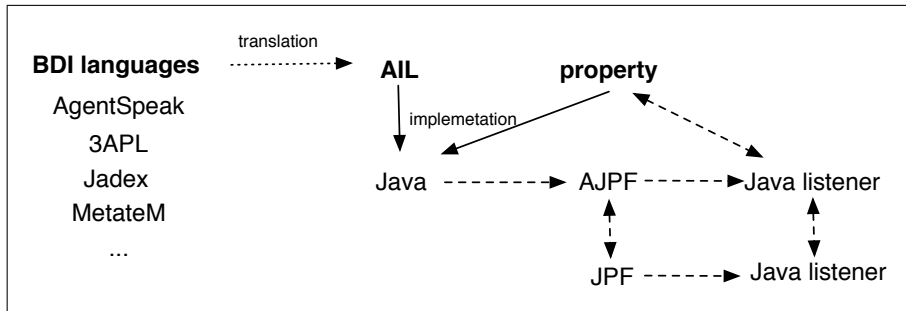 translation
BDI languages
AIL
property
AgentSpeak
implemetation
3APL
Jadex
Java
AJPF
Java listener
MetateM
...
JPF
Java listener